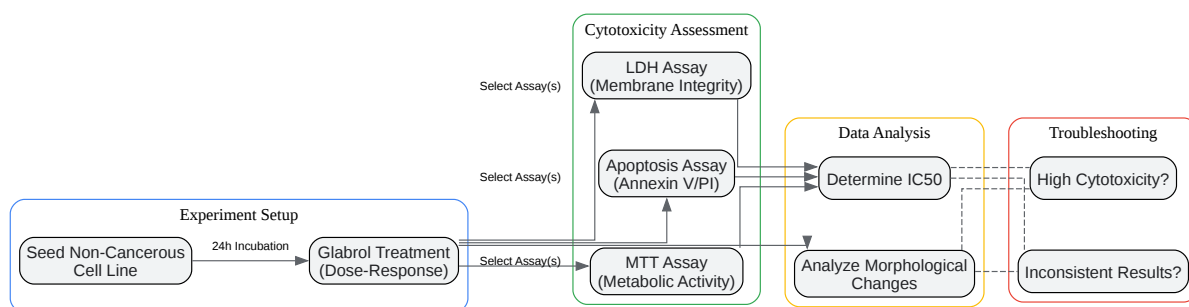 Cytotoxicity Assessment
LDH Assay
(Membrane Integrity)
Select Assay(s)
Data Analysis
Troubleshooting
Apoptosis Assay
(Annexin V/PI)
Select Assay(s)
Determine IC50
High Cytotoxicity?
Experiment Setup
Seed Non-Cancerous
Cell Line
24h Incubation
Glabrol Treatment
(Dose-Response)
Select Assay(s)
MTT Assay
(Metabolic Activity)
Analyze Morphological
Changes
Inconsistent Results?